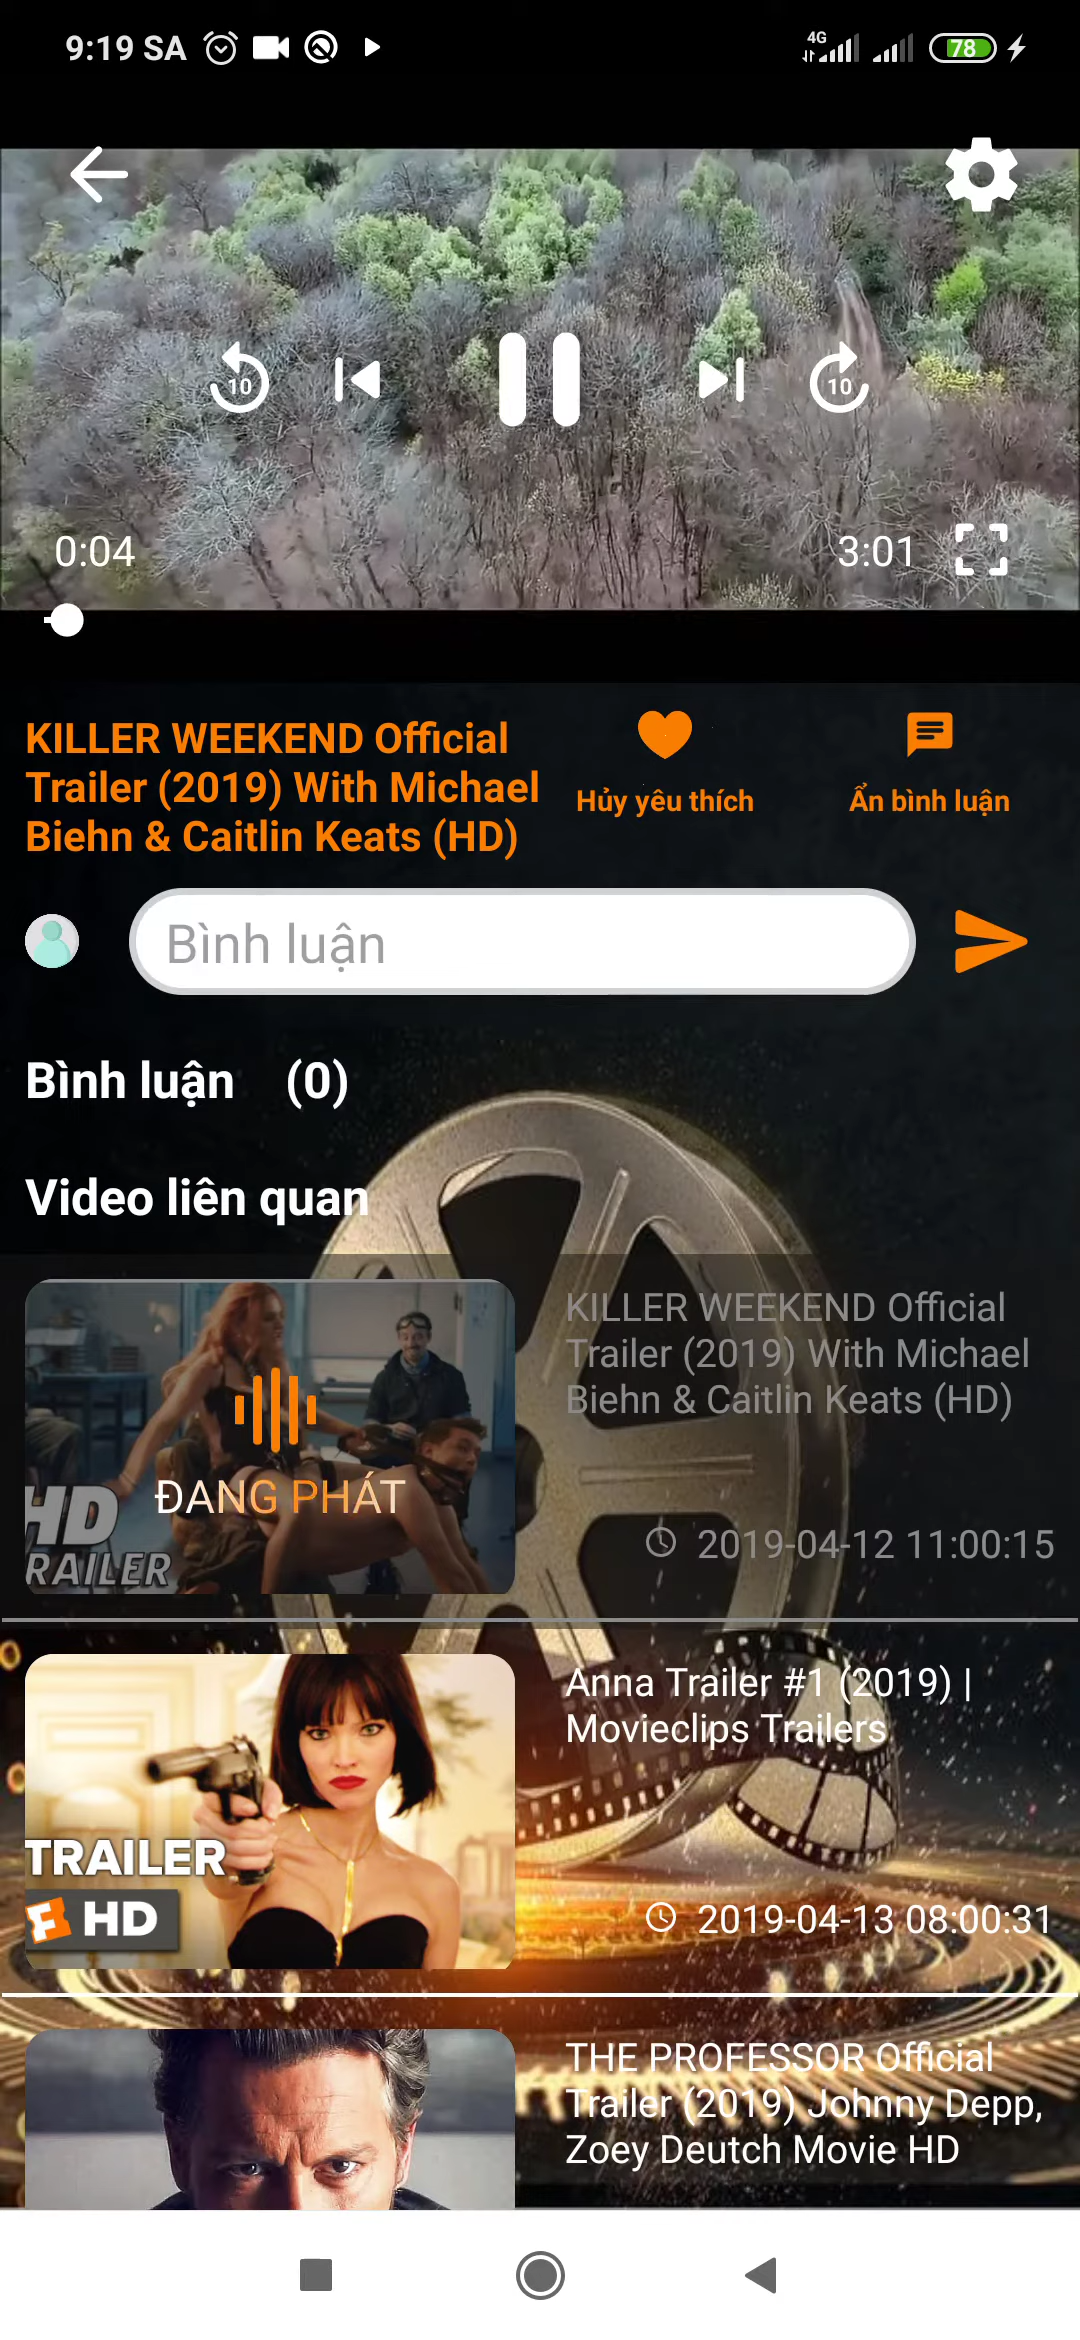 9:19 SA
4G
78
10
10
0:04
3:01
KILLER WEEKEND Official
Trailer (2019) With Michael
Biehn & Caitlin Keats (HD)
Hủy yêu thích
Ẩn bình luận
Bình luận
Bình luận (0)
Video liên quan
KILLER WEEKEND Official
Trailer (2019) With Michael
Biehn & Caitlin Keats (HD)
ĐANG PHÁT
HD
RAILER
2019-04-12 11:00:15
Anna Trailer #1 (2019) |
Movieclips Trailers
TRAILER
F HD
2019-04-13 08:00:31
THE PROFESSOR Official
Trailer (2019) Johnny Depp,
Zoey Deutch Movie HD